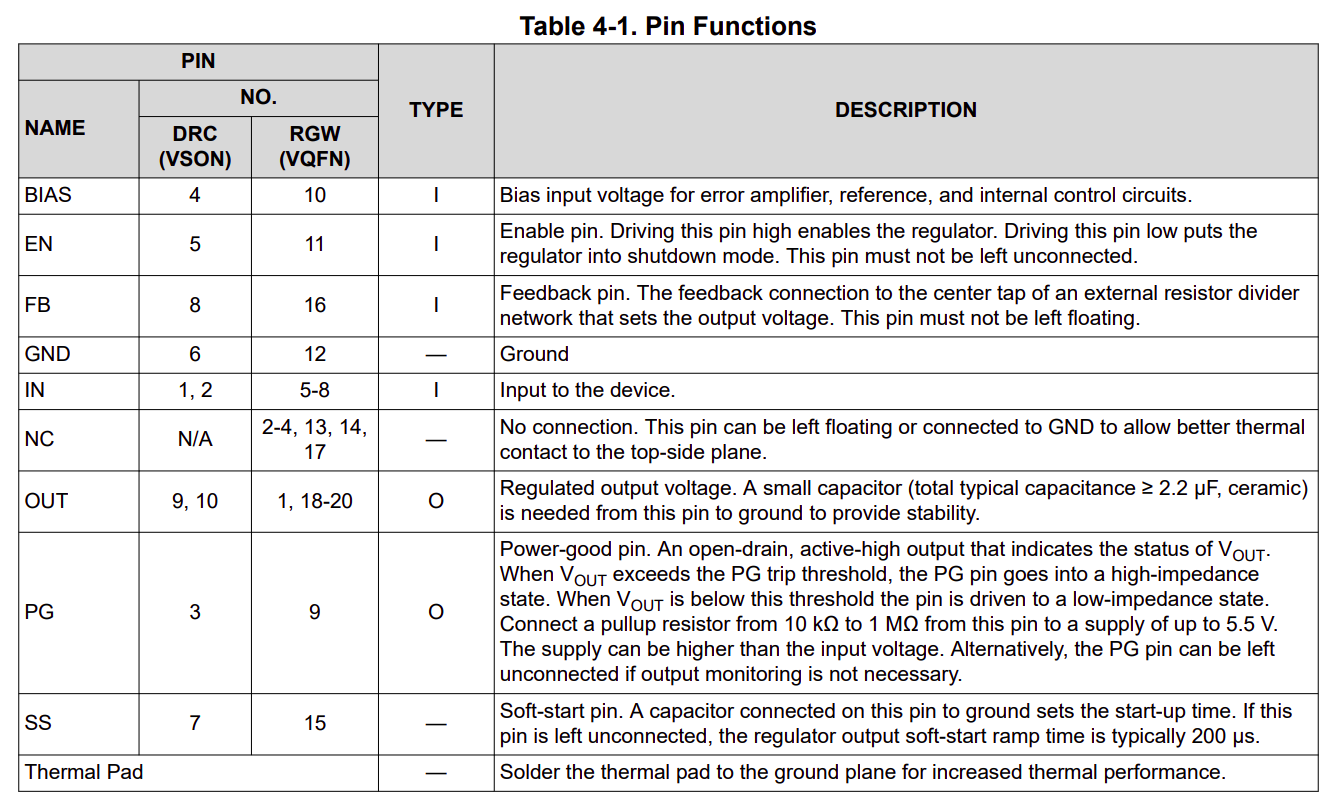 Table 4-1. Pin Functions
PIN
TYPE
DESCRIPTION
NAME
NO.
DRC
(VSON)
RGW
(VQFN)
BIAS 4 10 I Bias input voltage for error amplifier, reference, and internal control circuits.
EN 5 11 I Enable pin. Driving this pin high enables the regulator. Driving this pin low puts the
regulator into shutdown mode. This pin must not be left unconnected.
FB 8 16 I Feedback pin. The feedback connection to the center tap of an external resistor divider
network that sets the output voltage. This pin must not be left floating.
GND 6 12 — Ground
IN 1, 2 5-8 I Input to the device.
NC N/A 2-4, 13, 14,
17
— No connection. This pin can be left floating or connected to GND to allow better thermal
contact to the top-side plane.
OUT 9, 10 1, 18-20 O Regulated output voltage. A small capacitor (total typical capacitance ≥ 2.2 μF, ceramic)
is needed from this pin to ground to provide stability.
PG 3 9 O Power-good pin. An open-drain, active-high output that indicates the status of VOUT.
When VOUT exceeds the PG trip threshold, the PG pin goes into a high-impedance
state. When VOUT is below this threshold the pin is driven to a low-impedance state.
Connect a pullup resistor from 10 kΩ to 1 MΩ from this pin to a supply of up to 5.5 V.
The supply can be higher than the input voltage. Alternatively, the PG pin can be left
unconnected if output monitoring is not necessary.
SS 7 15 — Soft-start pin. A capacitor connected on this pin to ground sets the start-up time. If this
pin is left unconnected, the regulator output soft-start ramp time is typically 200 μs.
Thermal Pad — Solder the thermal pad to the ground plane for increased thermal performance.